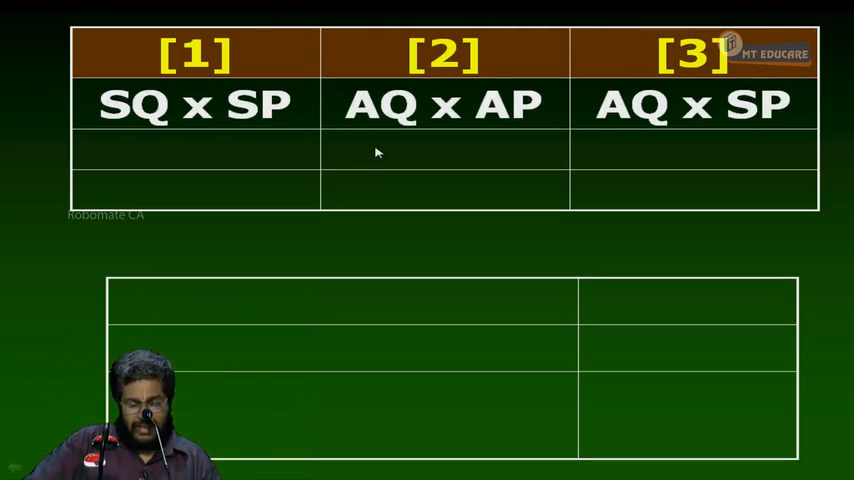 [1] [2] [3]
MT EDUCARE
SQ x SP AQ x AP AQ x SP
Robomate CA